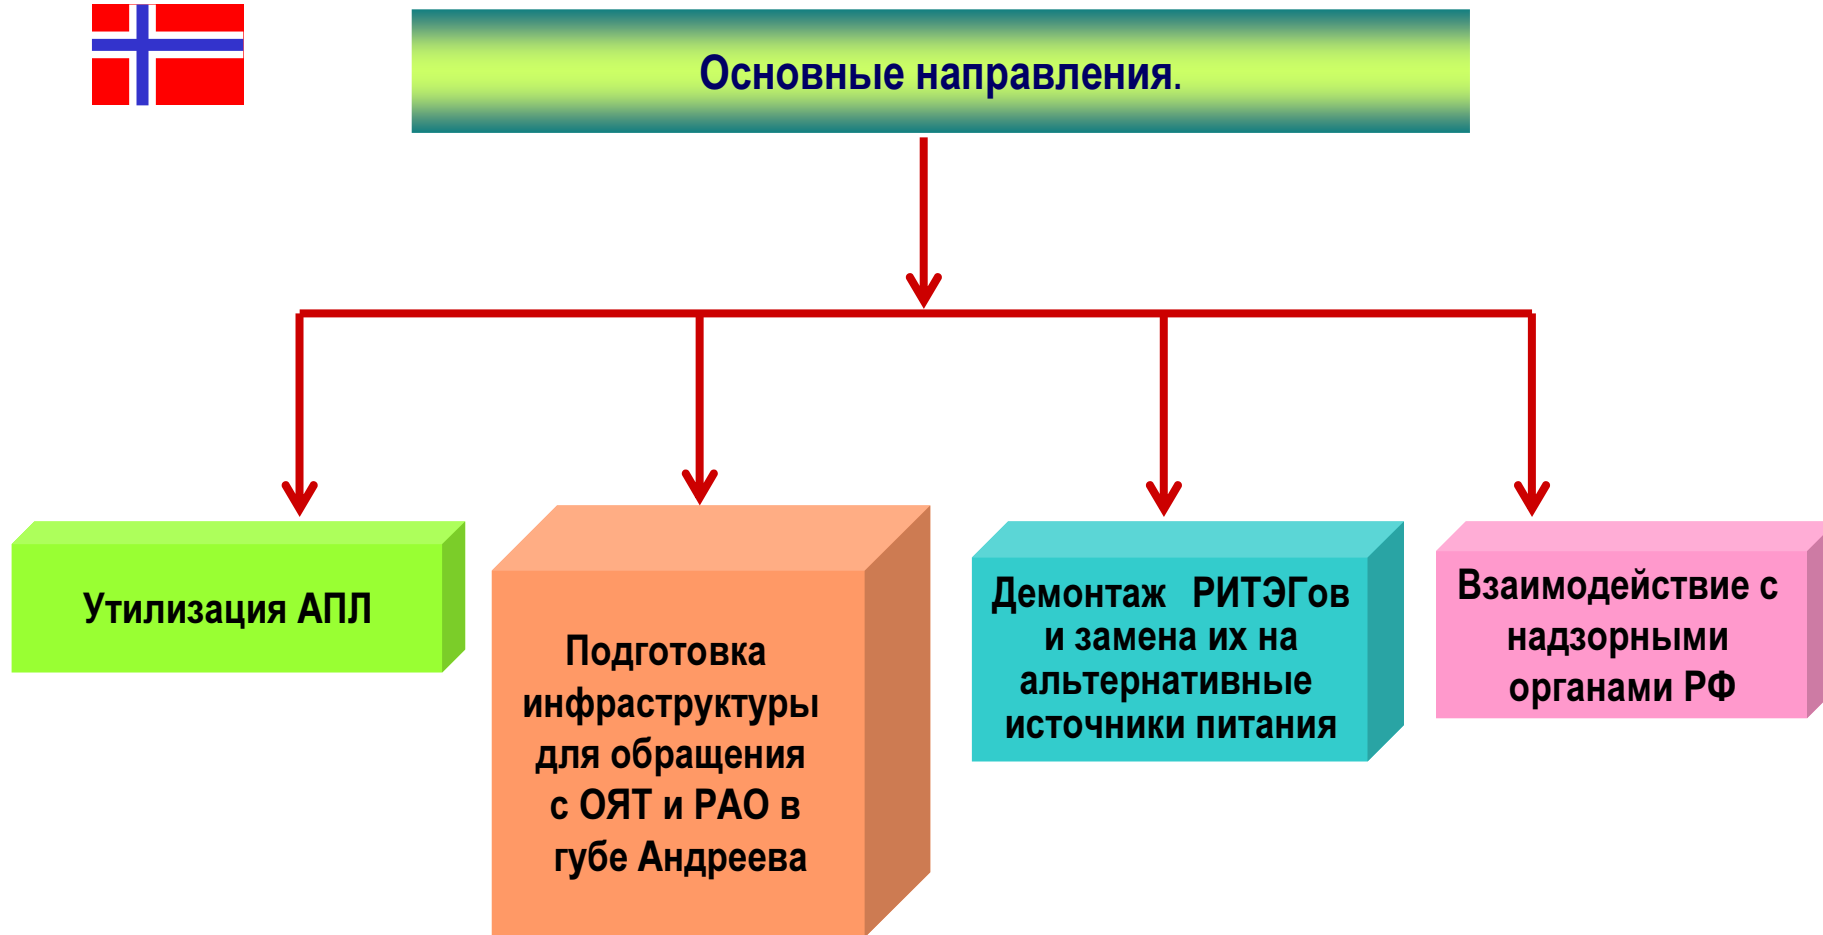 Основные направления.
Утилизация АПЛ
Подготовка
инфраструктуры
для обращения
с ОЯТ и РАО в
губе Андреева
Демонтаж РИТЭГов
и замена их на
альтернативные
источники питания
Взаимодействие с
надзорными
органами РФ